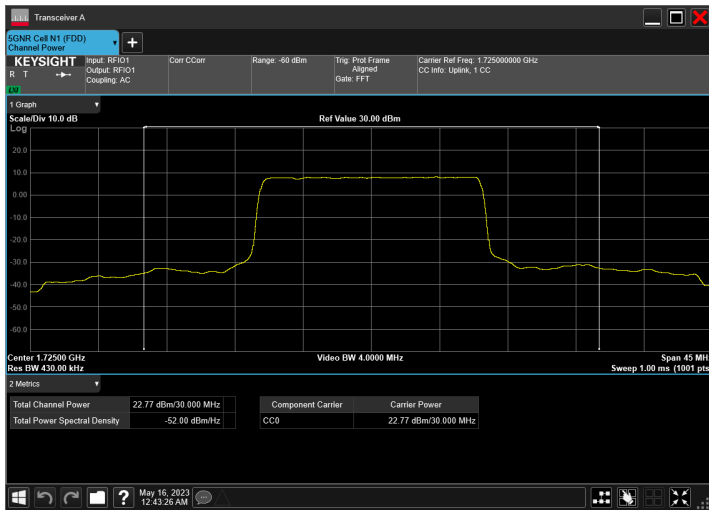 Transceiver A
5GNR Cell N1 (FDD)
Channel Power
KEYSIGHT
R T
LXI
Input: RFIO1
Output: RFIO1
Coupling: AC
Corr CCorr
Range: -60 dBm
Trig: Prot Frame
Aligned
Gate: FFT
Carrier Ref Freq: 1.725000000 GHz
CC Info: Uplink, 1 CC
1 Graph
Scale/Div 10.0 dB
Ref Value 30.00 dBm
Log
20.0
10.0
0.00
-10.0
-20.0
-30.0
-40.0
-50.0
-60.0
Center 1.72500 GHz
Video BW 4.0000 MHz
Span 45 MH
Res BW 430.00 kHz
Sweep 1.00 ms (1001 pts
2 Metrics
Total Channel Power 22.77 dBm/30.000 MHz
Total Power Spectral Density -52.00 dBm/Hz
Component Carrier Carrier Power
CC0 22.77 dBm/30.000 MHz
?
May 16, 2023
12:43:26 AM